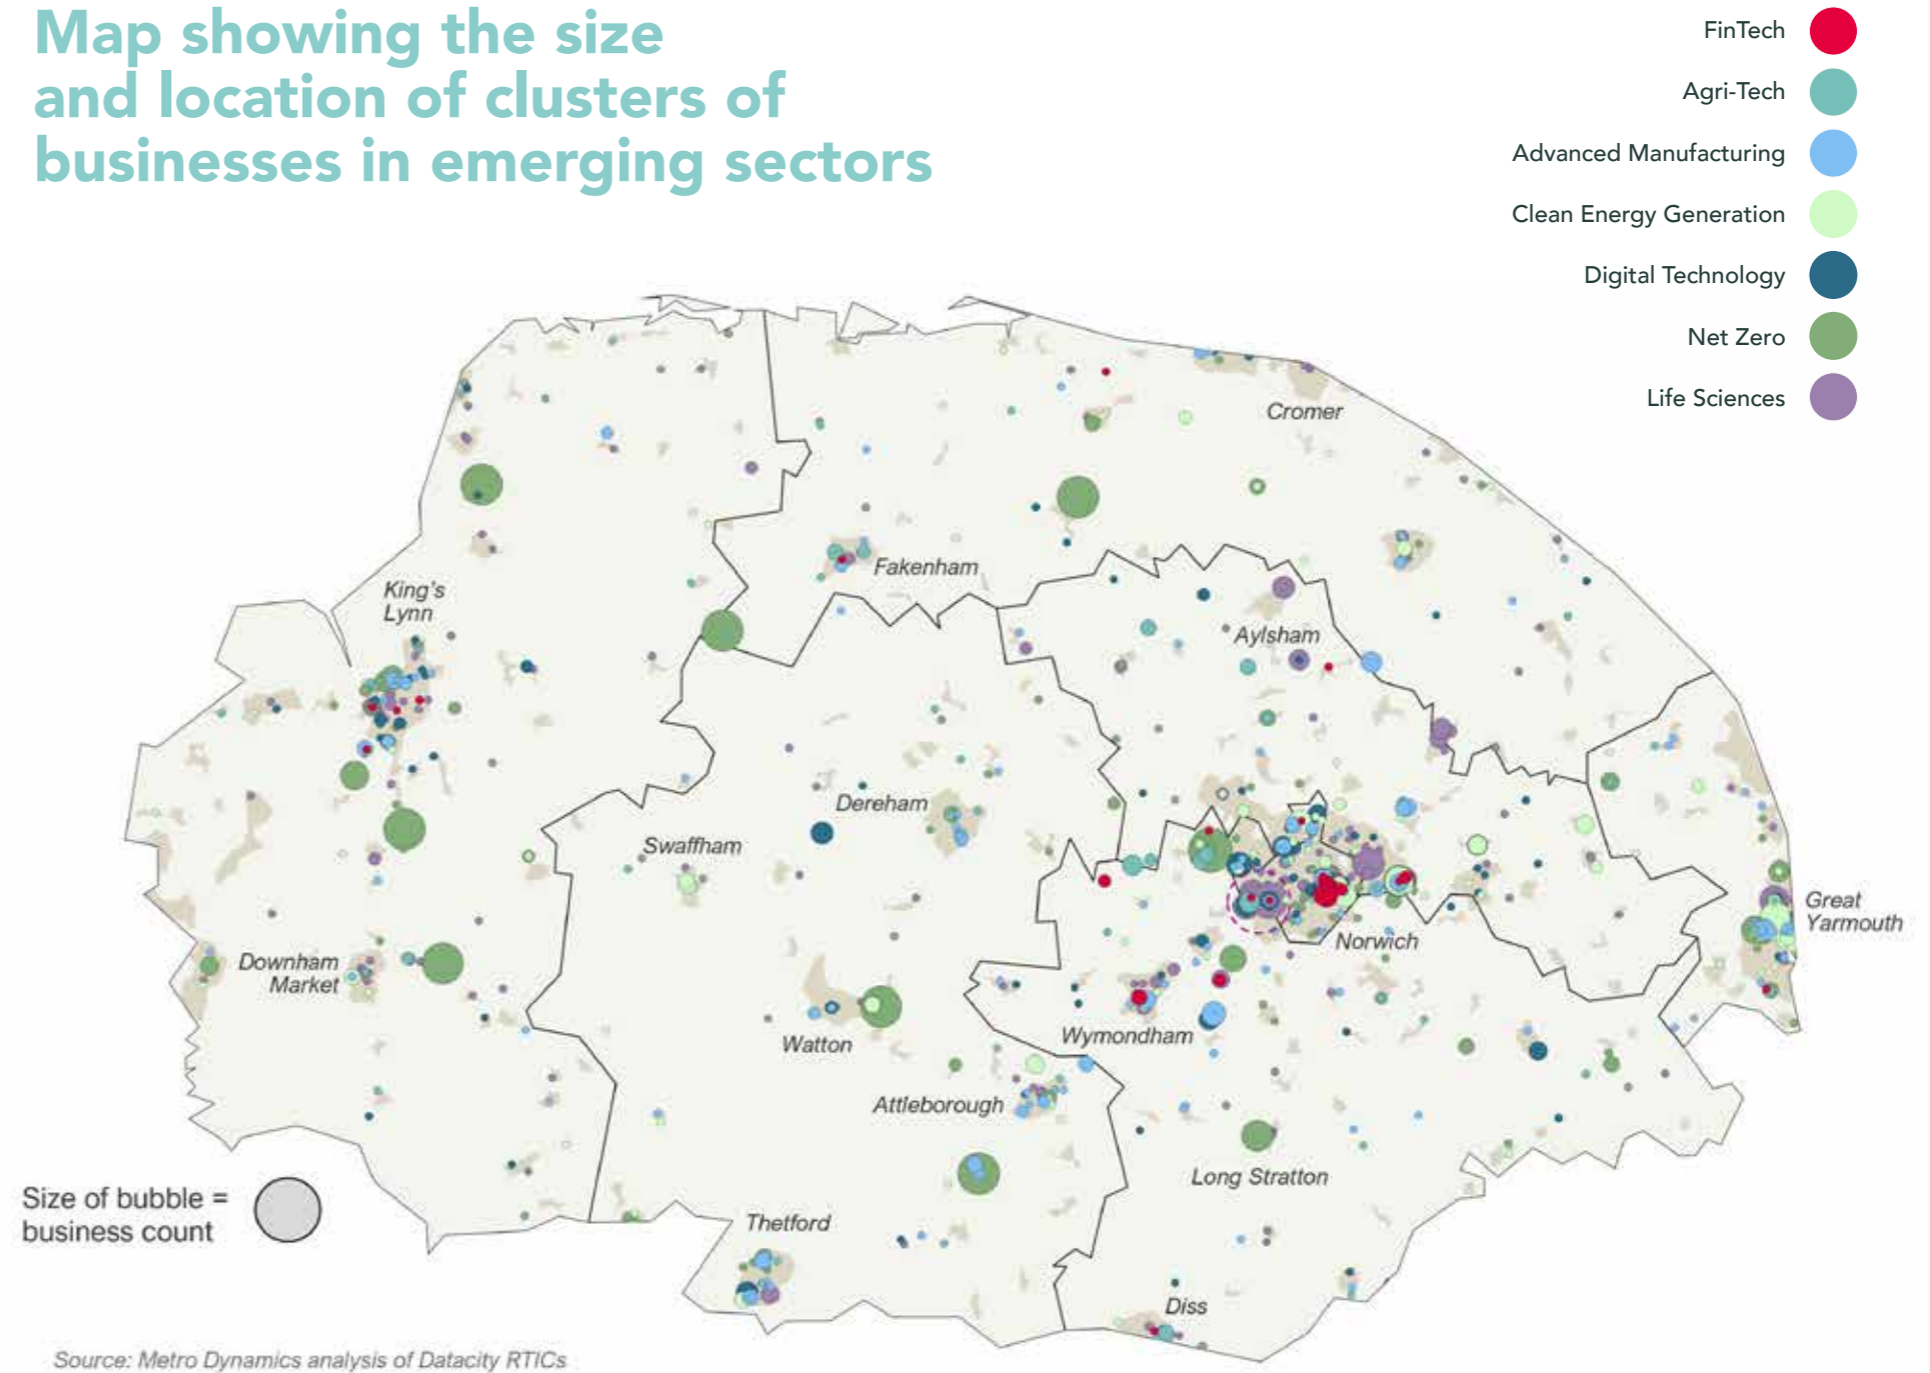 Map showing the size
and location of clusters of
businesses in emerging sectors
FinTech
Agri-Tech
Advanced Manufacturing
Clean Energy Generation
Digital Technology
Net Zero
Life Sciences
Cromer
Fakenham
King's
Lynn
Aylsham
Dereham
Swaffham
Great
Yarmouth
Norwich
Downham
Market
Watton
Wymondham
Attleborough
Long Stratton
Size of bubble =
business count
Thetford
Diss
Source: Metro Dynamics analysis of Datacity RTICs